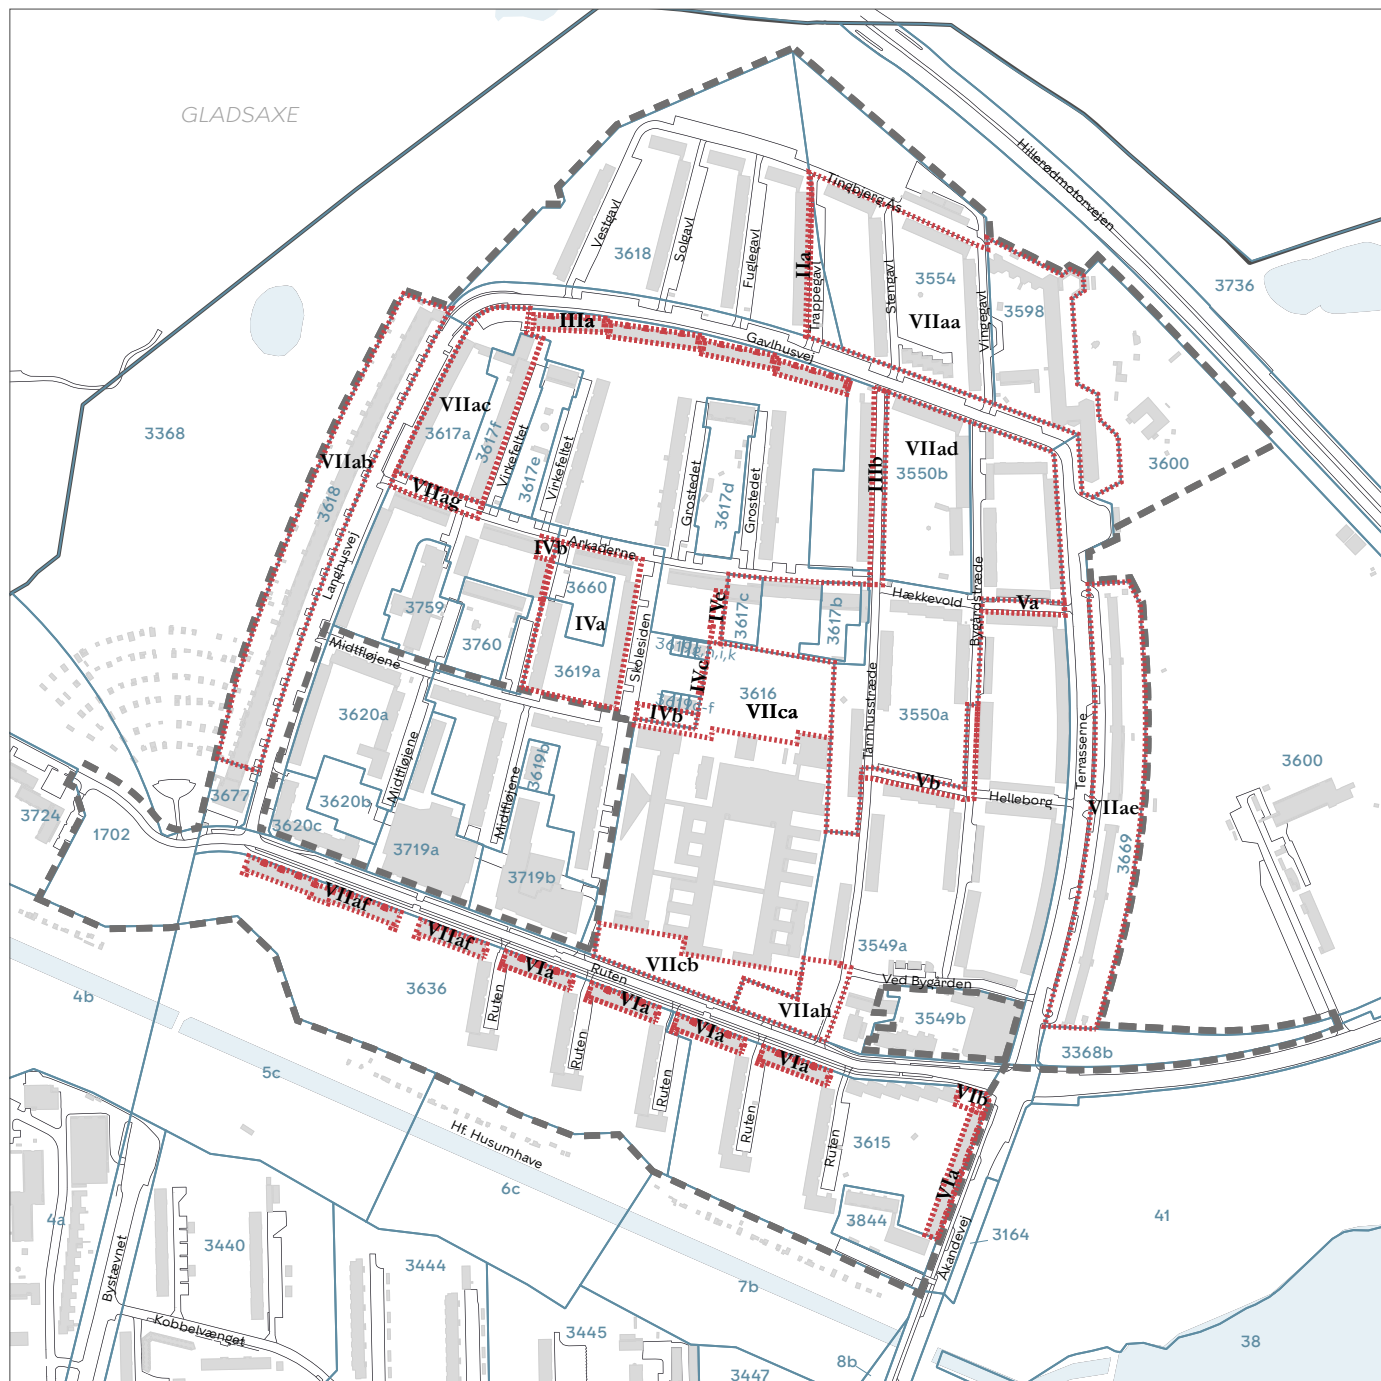 GLADSAXE
Hillerødmotorvejen
Tingbjerg Ås
Vestgavl
Solgavl
Fuglegavl
IIa
Trappegavl
Stengavl
3618
3554
VIIaa
Vingegavl
3598
3736
IIIa
Gavlhusvej
VIIac
3617a
3617f
Virkefeltet
3617e
Virkefeltet
Grostedet
3617d
Grostedet
IIIb
VIIad
3550b
3368
VIIab
3618
VIIag
3600
Langhusvej
IVb
Arkaderne
3660
IVa
3619a
3759
3760
Skolesiden
IVc
3617c
3617b
Hækkevold
Bygårdstræde
Va
IVc
3616
VIIca
IVb
Midtfløjene
3620a
Midtfløjene
Midtfløjene
3619b
3620b
3620c
3719a
3719b
3677
3724
1702
Tårnhusstræde
3550a
Vb
Helleborg
Terrasserne
VIIae
3669
3600
VIIaf
VIIaf
VIa
VIa
VIa
VIa
VIb
VIa
Ruten
VIIcb
VIIah
3549a
Ved Bygården
3549b
3368b
4b
3636
Ruten
Ruten
Ruten
Ruten
Ruten
3615
3844
Åkandevej
3164
41
5c
Hf. Husumhave
6c
7b
8b
38
4a
Bystævnet
3440
Kobbelvænget
3444
3445
3447